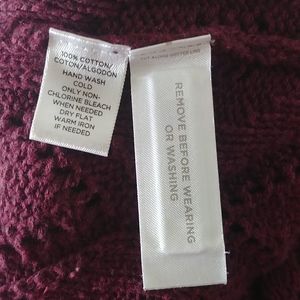 100% COTTON/
COTON/ALGODON
HAND WASH
COLD
ONLY NON-
CHLORINE BLEACH
WHEN NEEDED
DRY FLAT
WARM IRON
IF NEEDED
REMOVE BEFORE WEARING
OR WASHING